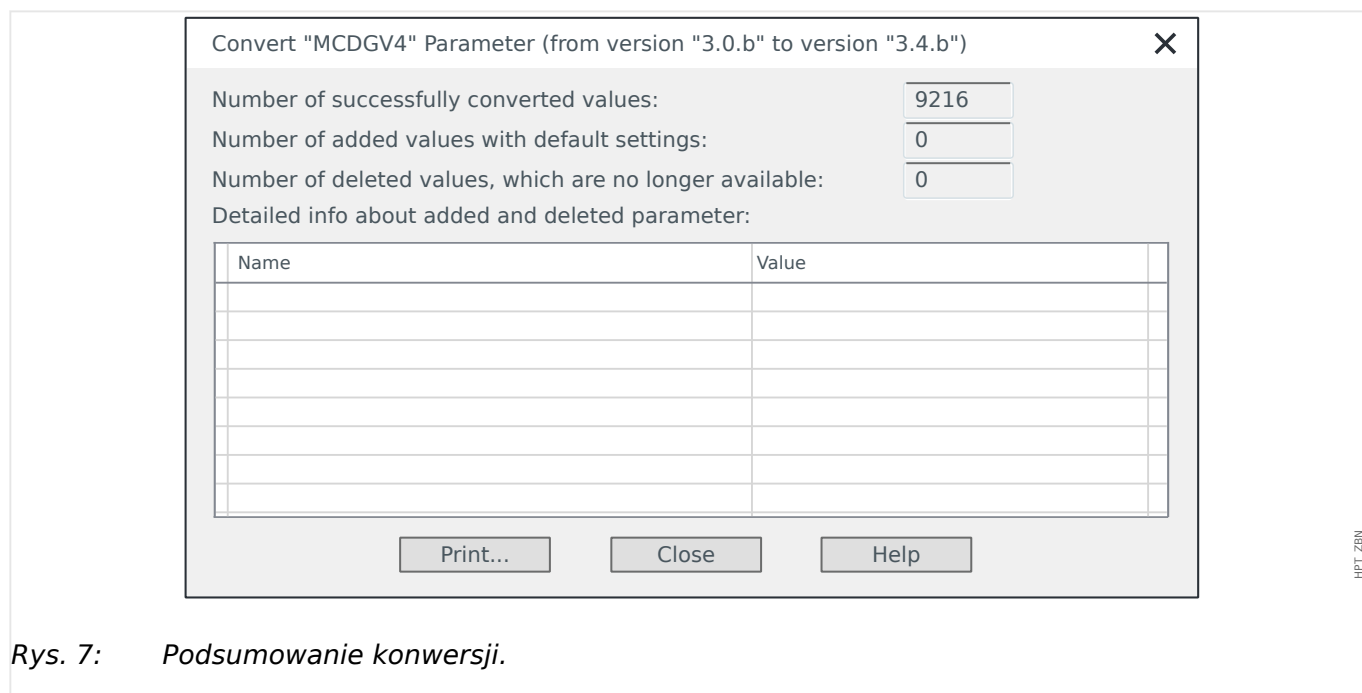 Convert "MCDGV4" Parameter (from version "3.0.b" to version "3.4.b")
Number of successfully converted values: 9216
Number of added values with default settings: 0
Number of deleted values, which are no longer available: 0
Detailed info about added and deleted parameter:
Name Value
Print... Close Help
HPT_ZBN
Rys. 7: Podsumowanie konwersji.